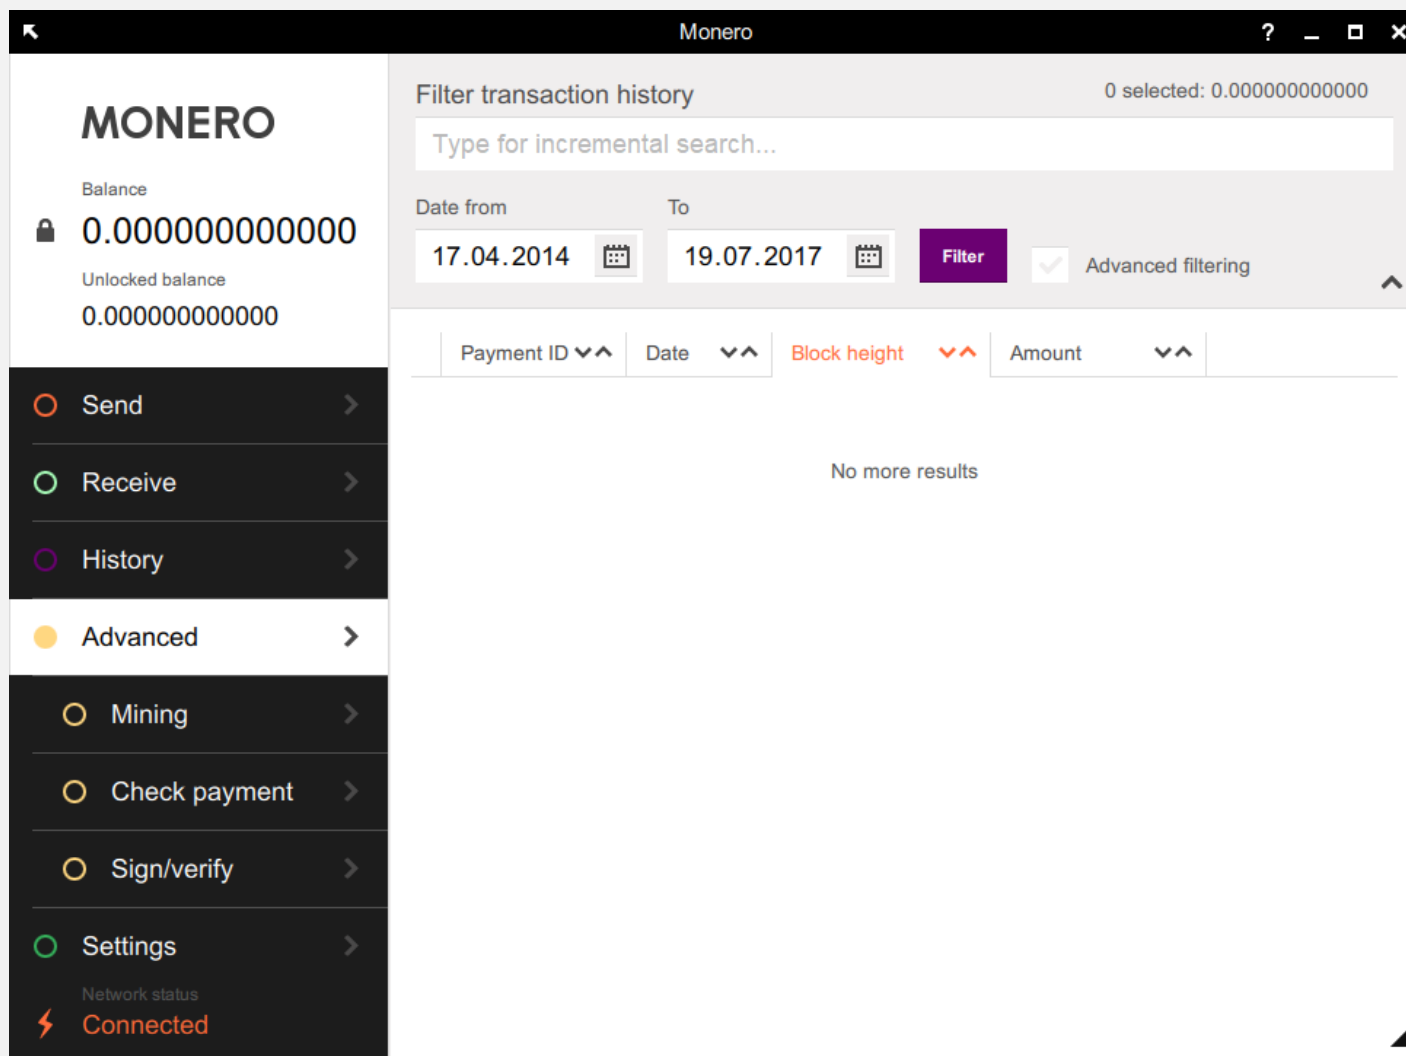 Monero
?
MONERO
Balance
0.000000000000
Unlocked balance
0.000000000000
Send
Receive
History
Advanced
Mining
Check payment
Sign/verify
Settings
Network status
Connected
Filter transaction history
0 selected: 0.000000000000
Type for incremental search...
Date from To
17.04.2014 19.07.2017 Filter Advanced filtering
Payment ID Date Block height Amount
No more results